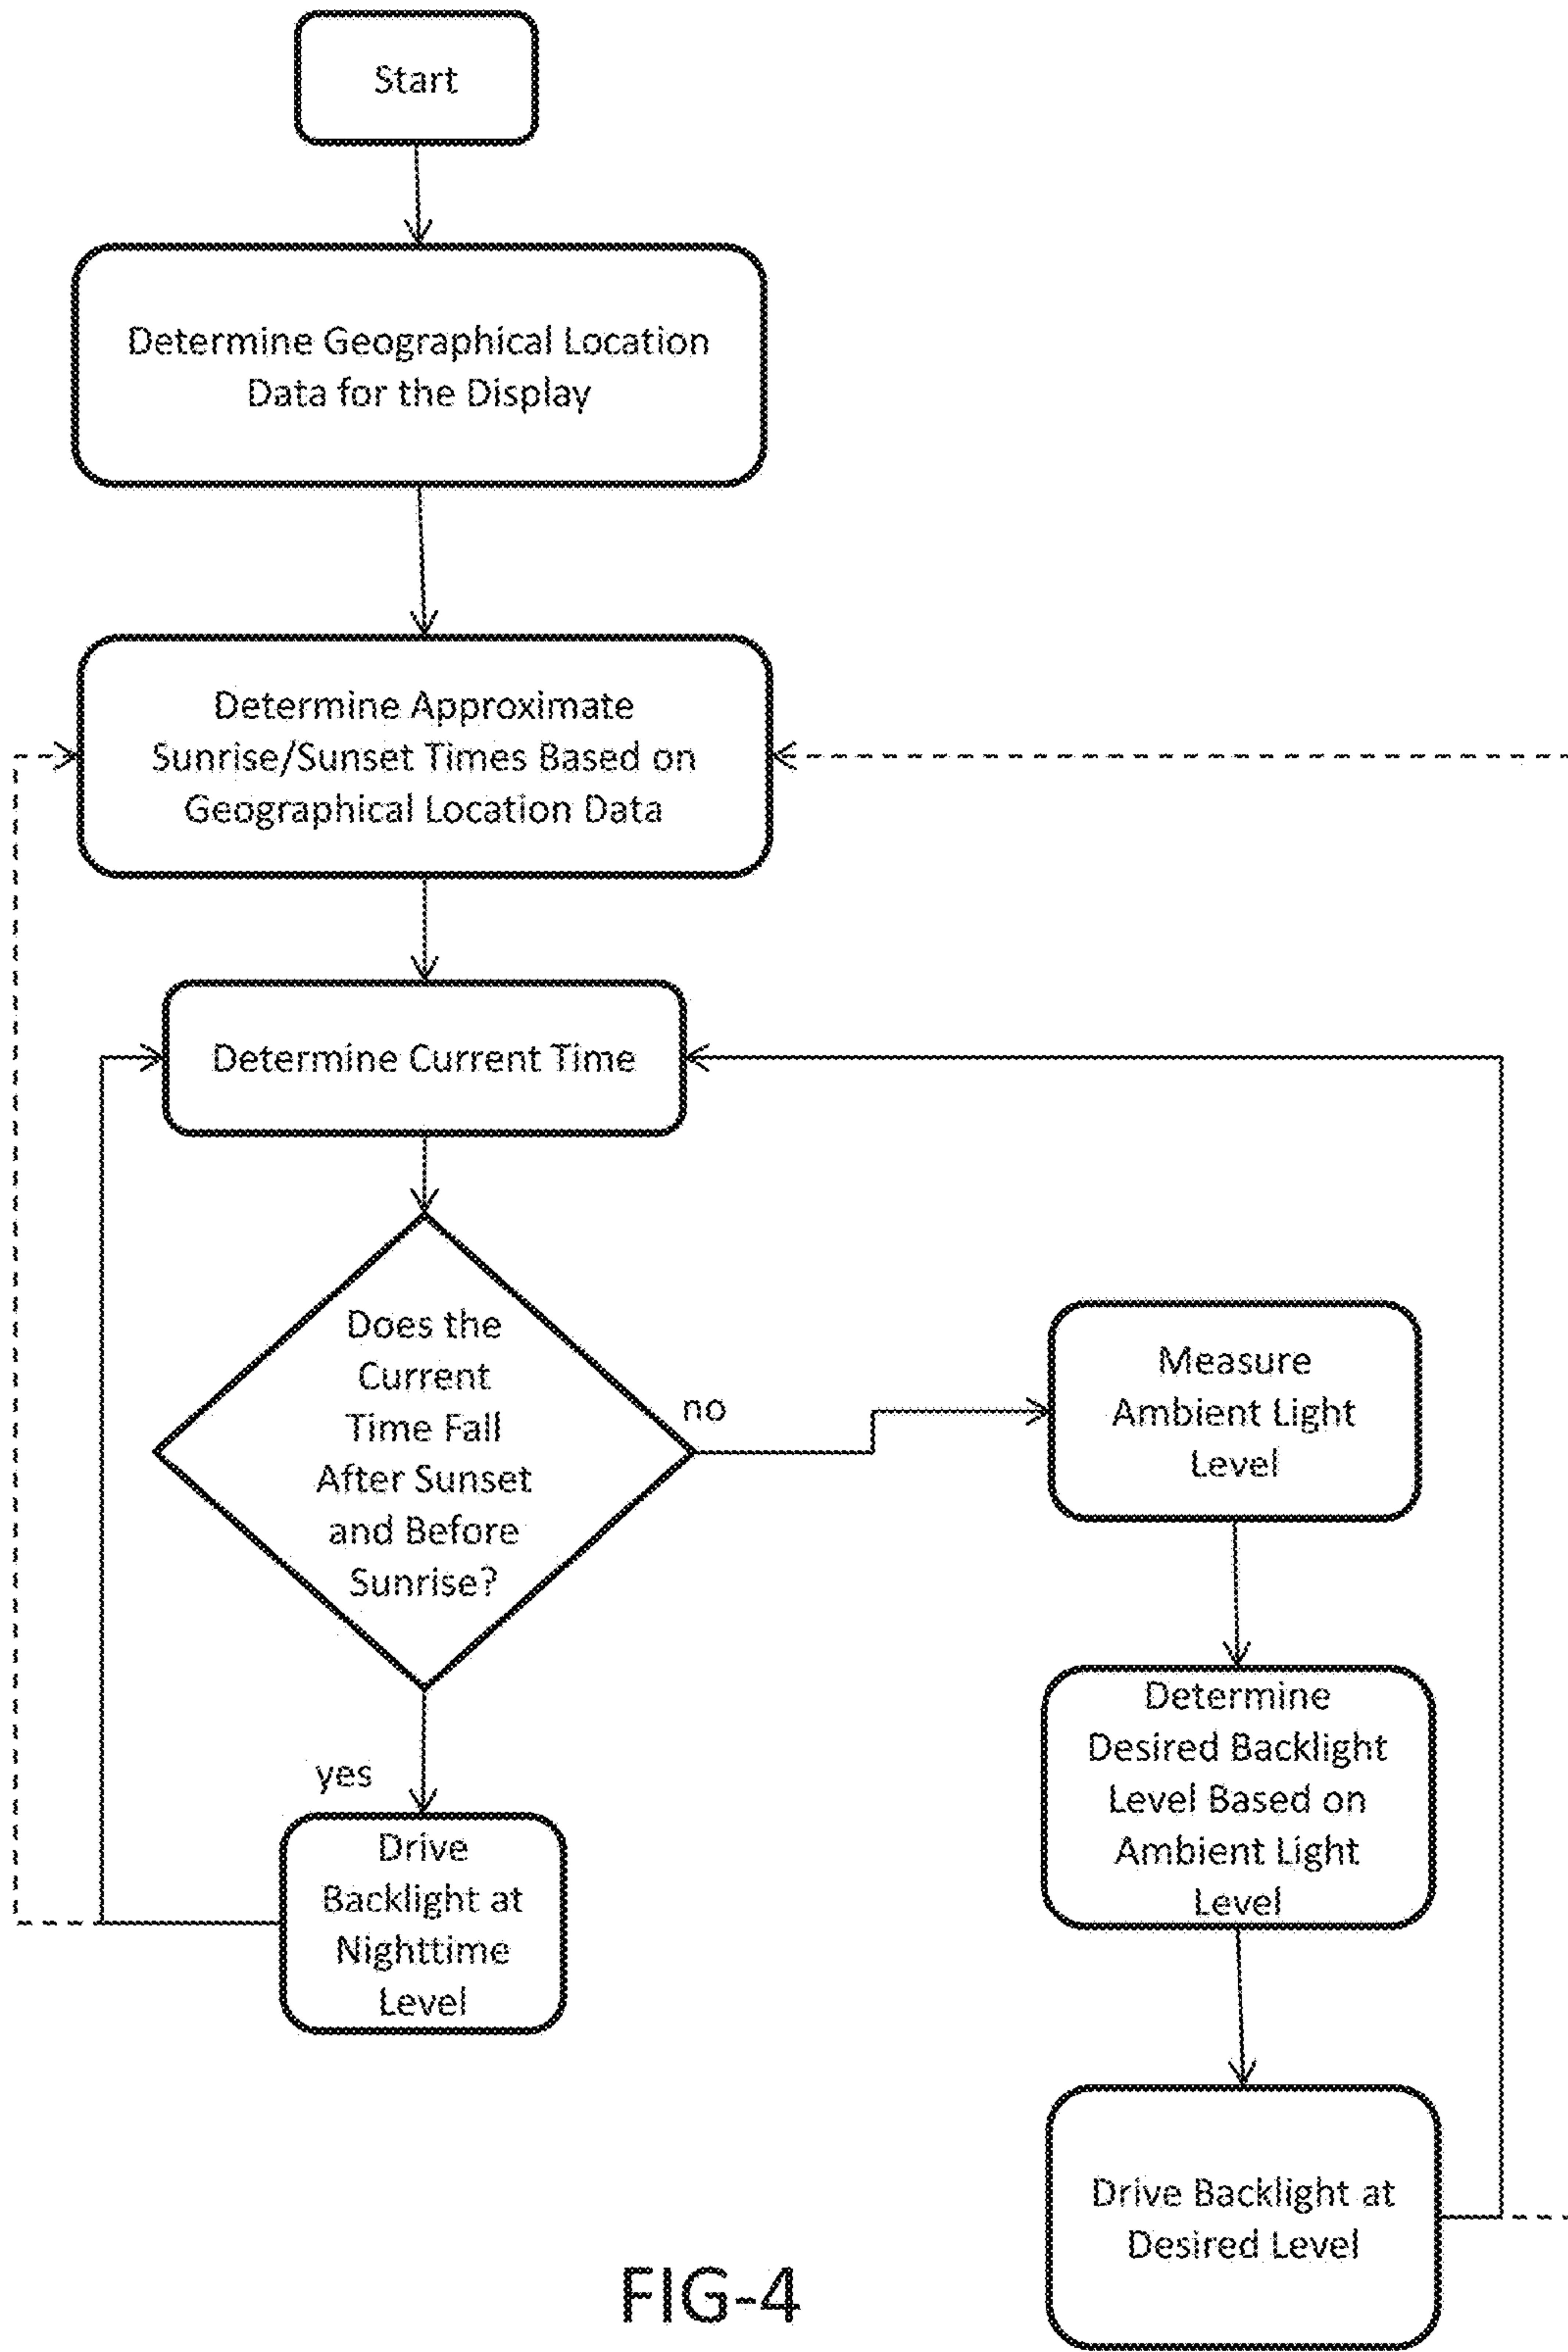 Start
Determine Geographical Location
Data for the Display
Determine Approximate
Sunrise/Sunset Times Based on
Geographical Location Data
Determine Current Time
Does the
Current
Time Fall
After Sunset
and Before
Sunrise?
no
Measure
Ambient Light
Level
Determine
Desired Backlight
Level Based on
Ambient Light
Level
yes
Drive
Backlight at
Nighttime
Level
Drive Backlight at
Desired Level
FIG-4